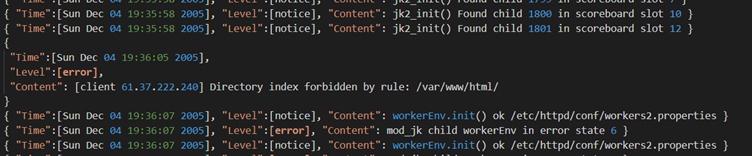 { "Time":[Sun Dec 04 19:35:58 2005], "Level":[notice], "Content": jk2_init() Found child 1799 in scoreboard slot 7 }
{ "Time":[Sun Dec 04 19:35:58 2005], "Level":[notice], "Content": jk2_init() Found child 1800 in scoreboard slot 10 }
{ "Time":[Sun Dec 04 19:35:58 2005], "Level":[notice], "Content": jk2_init() Found child 1801 in scoreboard slot 12 }
{
"Time":[Sun Dec 04 19:36:05 2005],
"Level":[error],
"Content": [client 61.37.222.240] Directory index forbidden by rule: /var/www/html/
}
{ "Time":[Sun Dec 04 19:36:07 2005], "Level":[notice], "Content": workerEnv.init() ok /etc/httpd/conf/workers2.properties }
{ "Time":[Sun Dec 04 19:36:07 2005], "Level":[error], "Content": mod_jk child workerEnv in error state 6 }
{ "Time":[Sun Dec 04 19:36:07 2005], "Level":[notice], "Content": workerEnv.init() ok /etc/httpd/conf/workers2.properties }